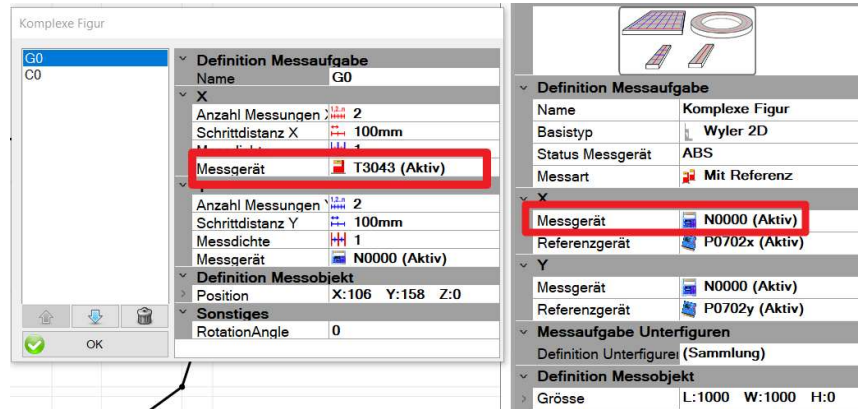 Komplexe Figur
G0
C0
Definition Messaufgabe
Name G0
X
Anzahl Messungen 2
Schrittdistanz X 100mm
1
Messgerät T3043 (Aktiv)
Anzahl Messungen 2
Schrittdistanz Y 100mm
Messdichte 1
Messgerät N0000 (Aktiv)
Definition Messobjekt
Position X:106 Y:158 Z:0
Sonstiges
RotationAngle 0
OK
Definition Messaufgabe
Name Komplexe Figur
Basistyp Wyler 2D
Status Messgerät ABS
Messart Mit Referenz
X
Messgerät N0000 (Aktiv)
Referenzgerät P0702x (Aktiv)
Y
Messgerät N0000 (Aktiv)
Referenzgerät P0702y (Aktiv)
Messaufgabe Unterfiguren
Definition Unterfigure (Sammlung)
Definition Messobjekt
Grösse L:1000 W:1000 H:0